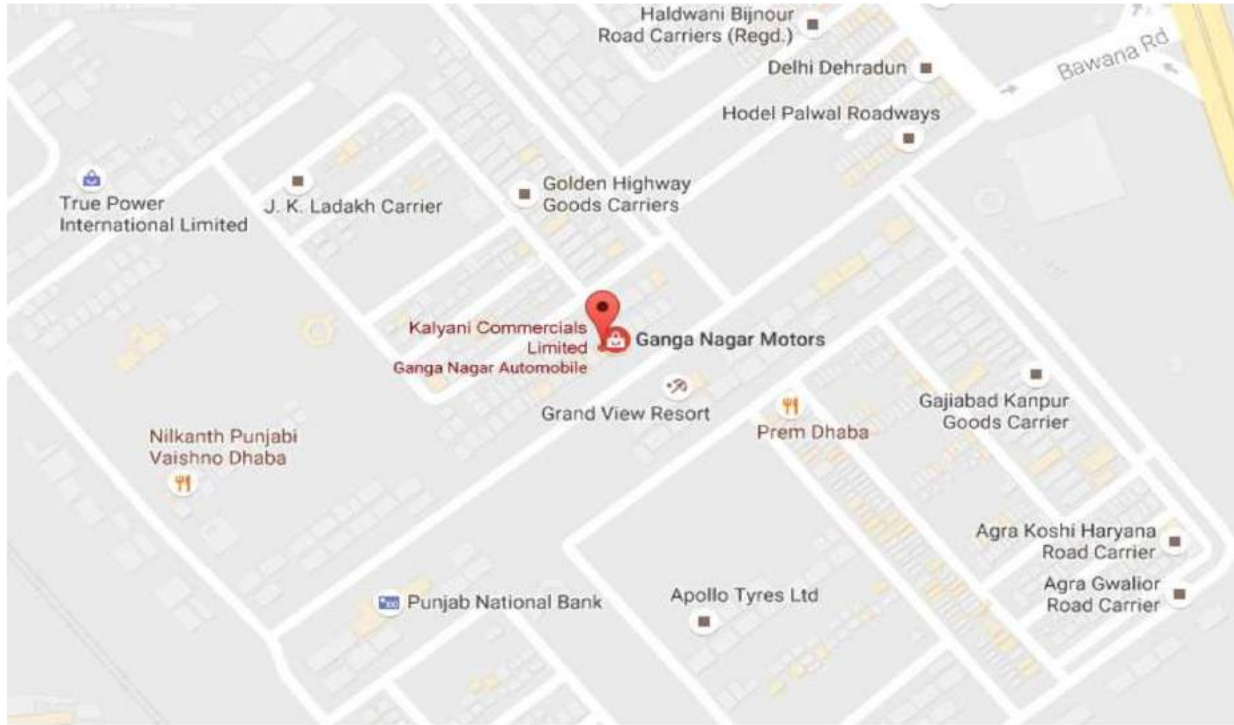 Haldwani Bijnour
Road Carriers (Regd.)
Bawana Rd
Delhi Dehradun
Hodel Palwal Roadways
True Power
International Limited
J. K. Ladakh Carrier
Golden Highway
Goods Carriers
Kalyani Commercials
Limited
Ganga Nagar Automobile
Ganga Nagar Motors
Grand View Resort
Prem Dhaba
Gajiabad Kanpur
Goods Carrier
Nilkanth Punjabi
Vaishno Dhaba
Agra Koshi Haryana
Road Carrier
Agra Gwalior
Road Carrier
Punjab National Bank
Apollo Tyres Ltd